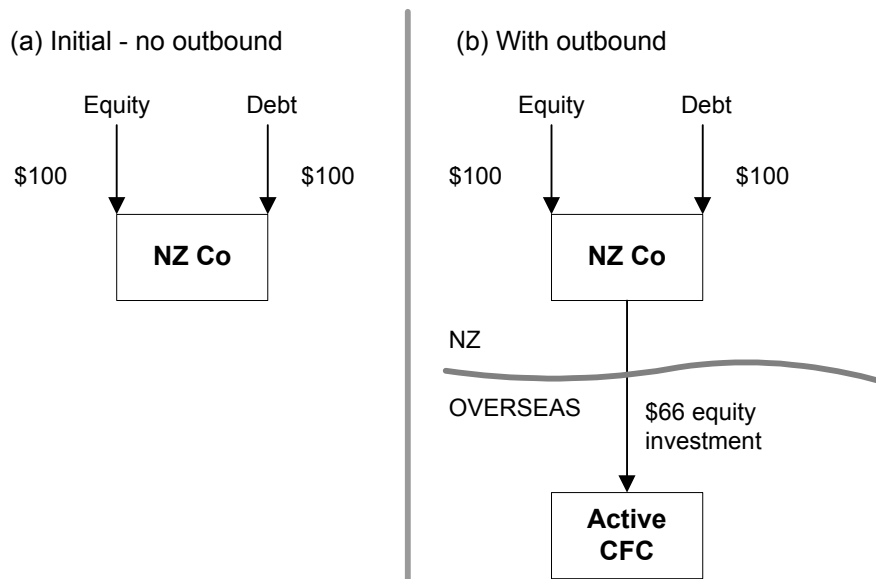 (a) Initial - no outbound
Equity Debt
$100 $100
NZ Co
(b) With outbound
Equity Debt
$100 $100
NZ Co
NZ
OVERSEAS
$66 equity
investment
Active
CFC